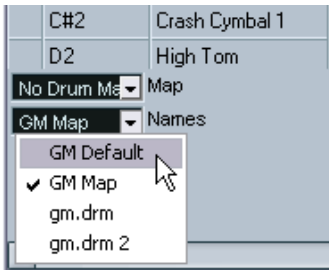 C#2 Crash Cymbal 1
D2 High Tom
No Drum Ma Map
GM Map Names
GM Default
GM Map
gm.drm
gm.drm 2